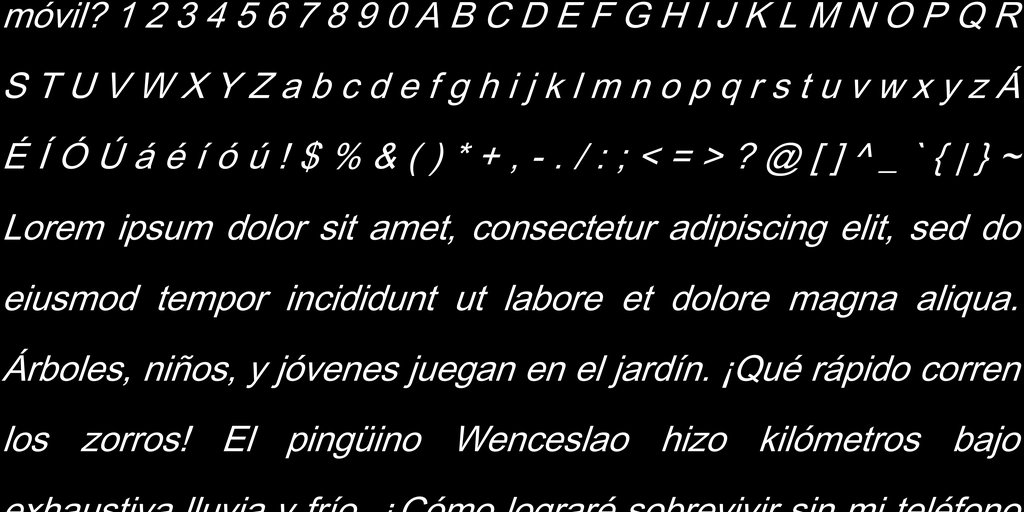 móvil? 1 2 3 4 5 6 7 8 9 0 A B C D E F G H I J K L M N O P Q R
S T U V W X Y Z a b c d e f g h i j k l m n o p q r s t u v w x y z Á
É Í Ó Ú á é í ó ú ! $ % & ( ) * + , - . / : ; < = > ? @ [ ] ^ _ ` { | } ~
Lorem ipsum dolor sit amet, consectetur adipiscing elit, sed do
eiusmod tempor incididunt ut labore et dolore magna aliqua.
Árboles, niños, y jóvenes juegan en el jardín. ¡Qué rápido corren
los zorros! El pingüino Wenceslao hizo kilómetros bajo
exhaustiva lluvia y frío. ¿Cómo lograré sobrevivir sin mi teléfono